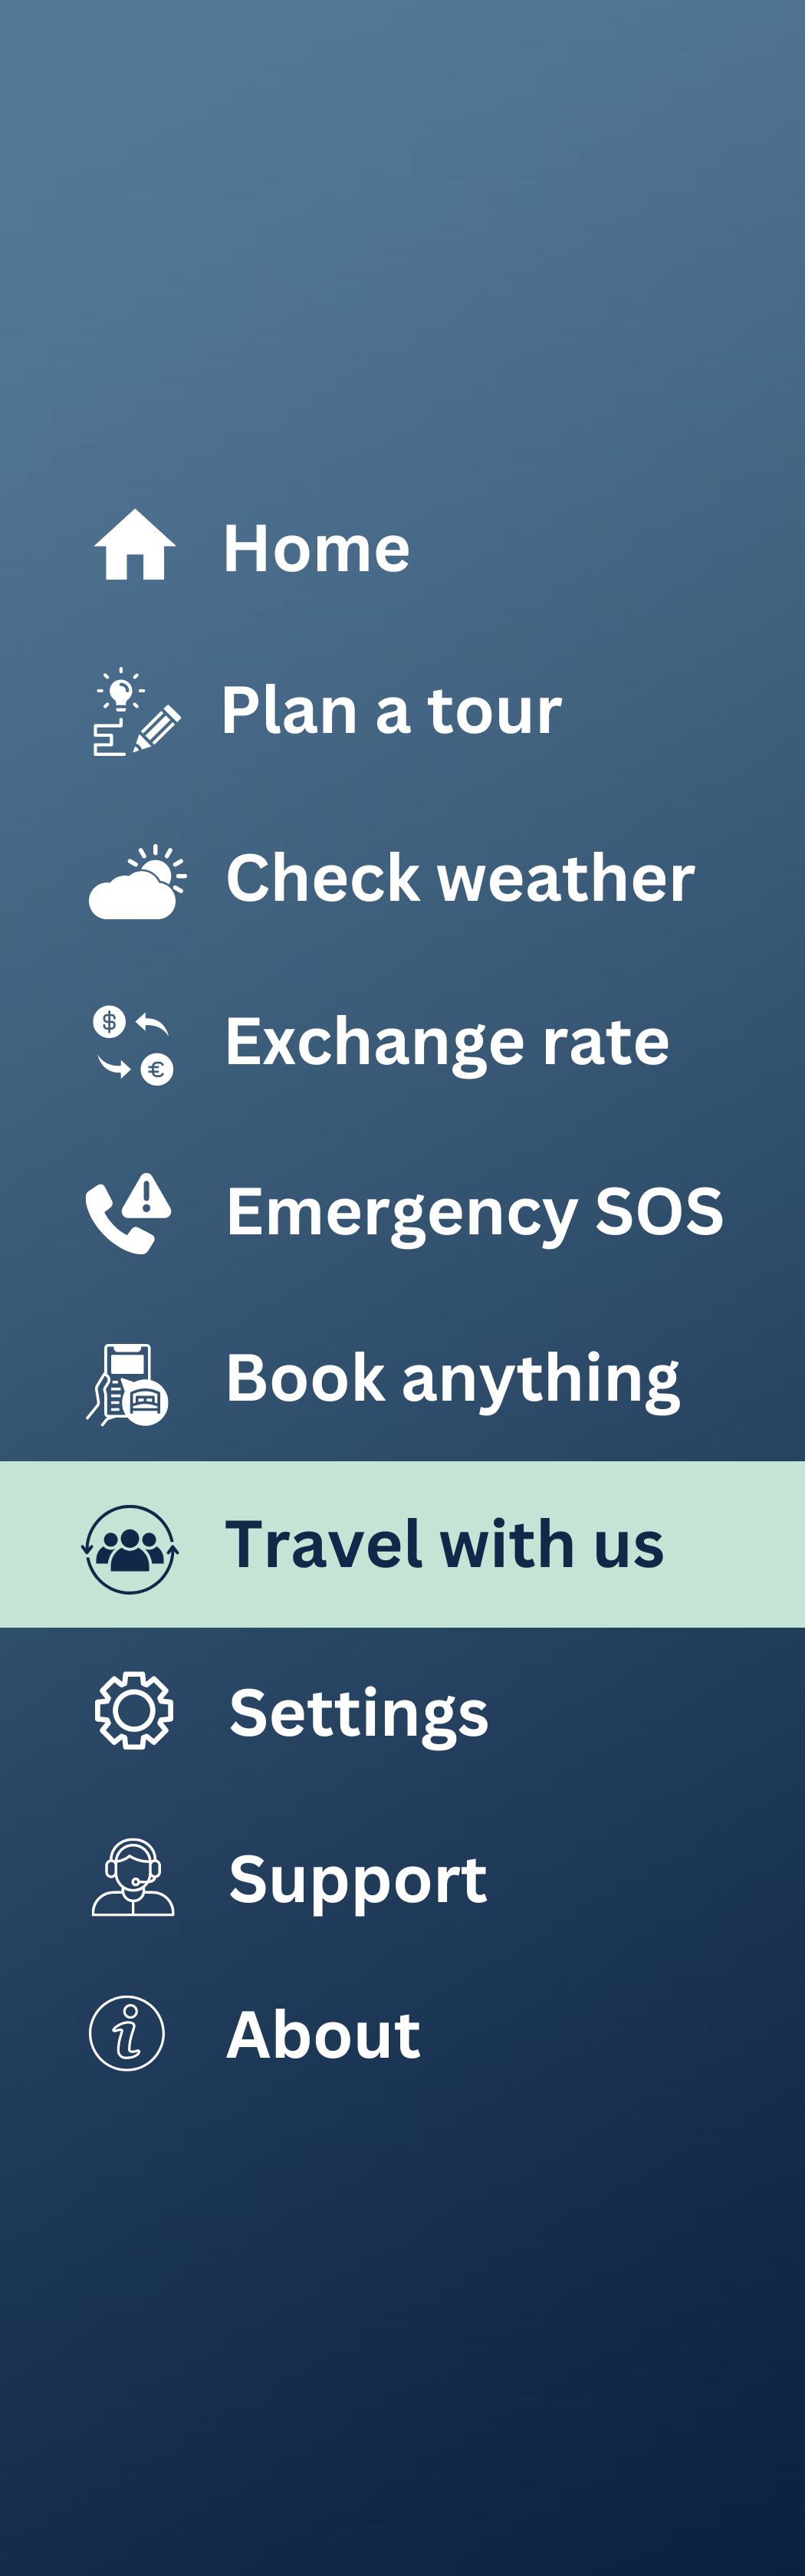 Home
Plan a tour
Check weather
$
Exchange rate
€
Emergency SOS
Book anything
Travel with us
Settings
Support
About